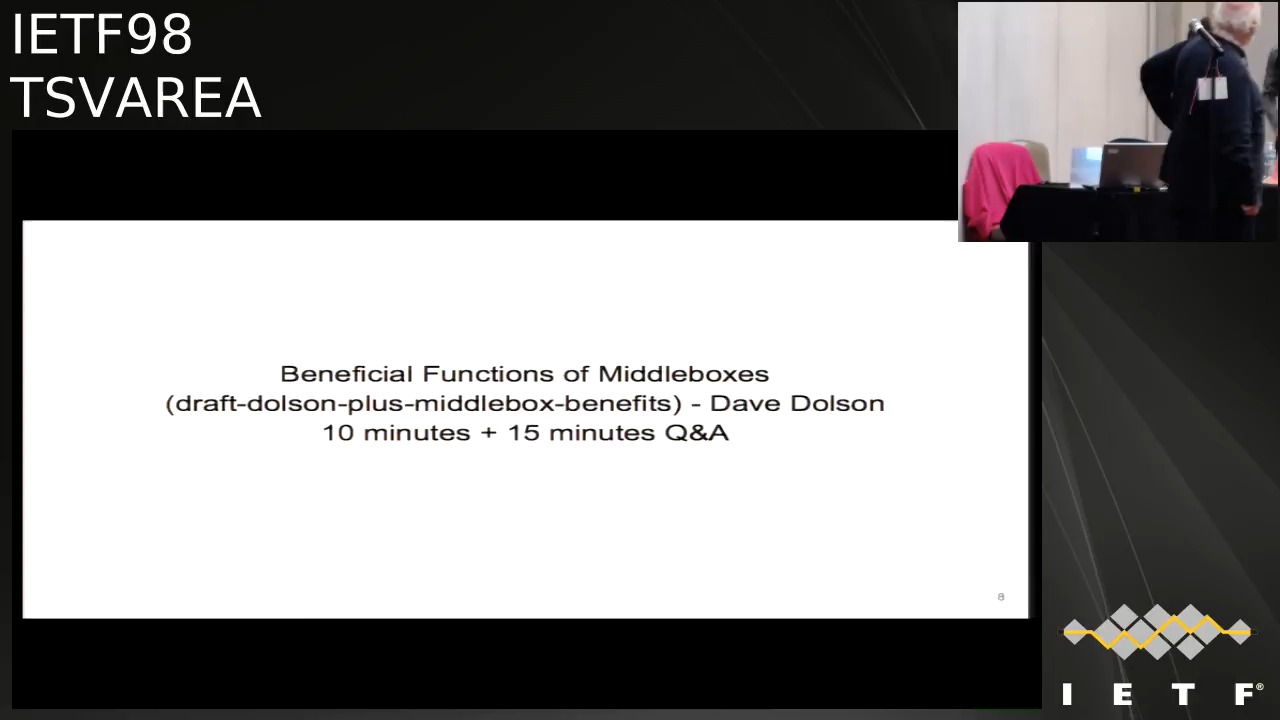 IETF98
TSVAREA
Beneficial Functions of Middleboxes
(draft-dolson-plus-middlebox-benefits) - Dave Dolson
10 minutes + 15 minutes Q&A
8
I E T F®